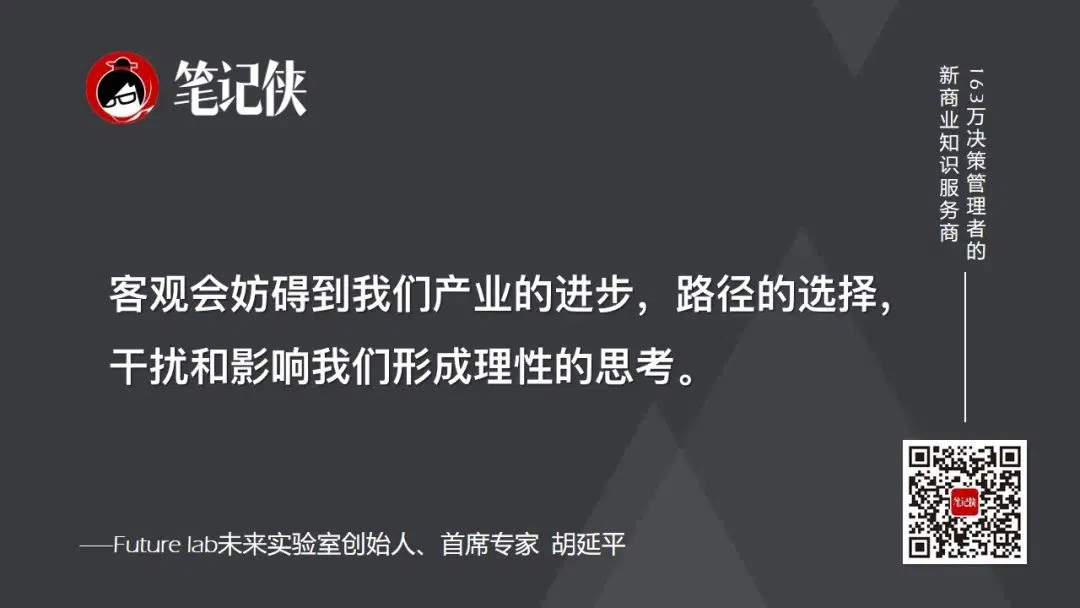 笔记侠
163万决策管理者的
新商业知识服务商
客观会妨碍到我们产业的进步，路径的选择，
干扰和影响我们形成理性的思考。
——Future lab未来实验室创始人、首席专家 胡延平
笔记侠